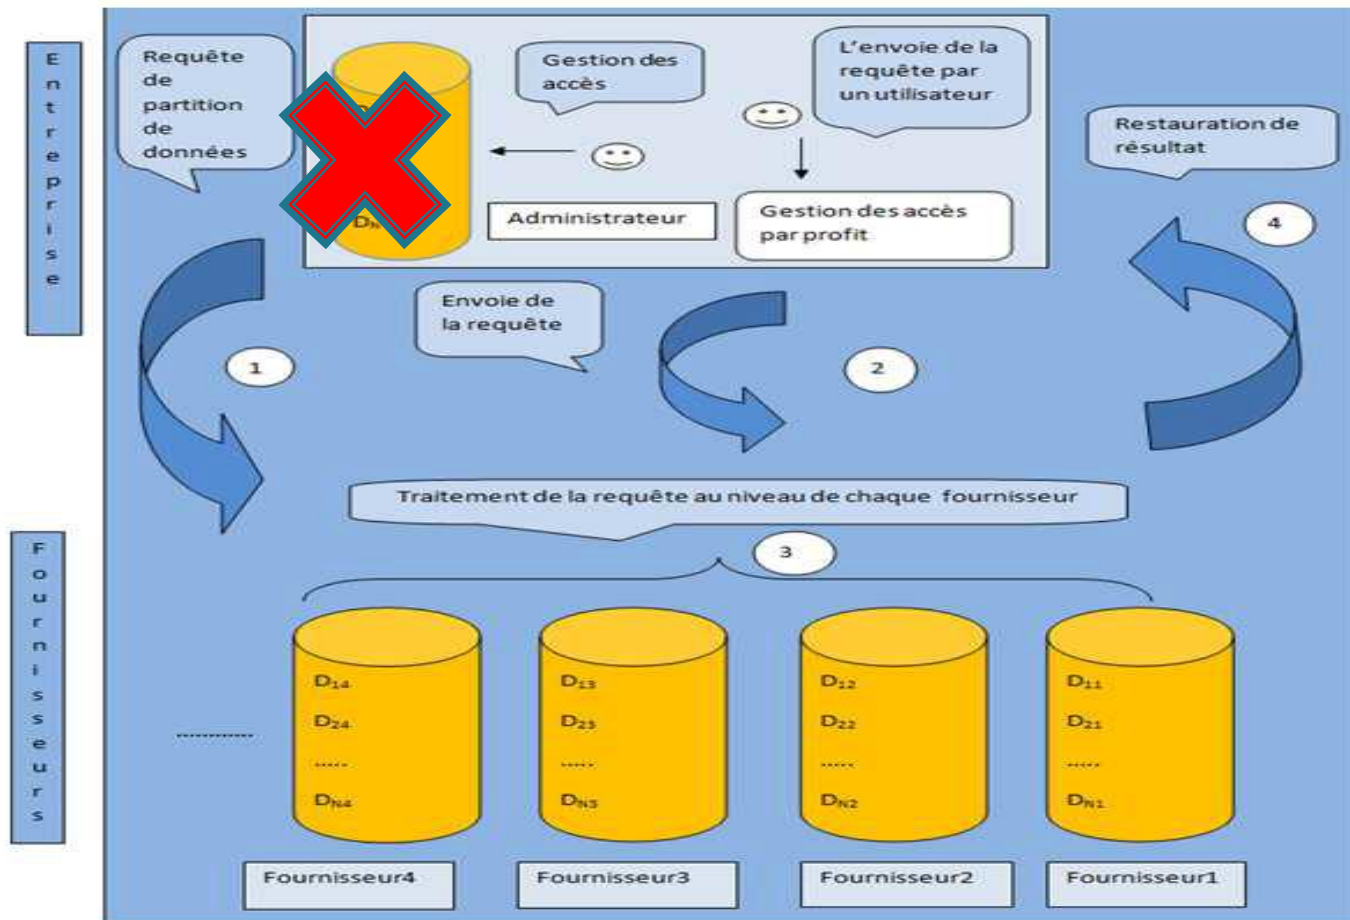 Entreprise
Requête
de
partition
de
données
Gestion des
accès
L'envoie de la
requête par
un utilisateur
Restauration de
résultat
Administrateur
Gestion des accès
par profit
4
Envoie de
la requête
1
2
Traitement de la requête au niveau de chaque fournisseur
3
Fournisseurs
D14
D24
.....
DN4
D13
D23
.....
DN3
D12
D22
.....
DN2
D11
D21
.....
DN1
............
Fournisseur4
Fournisseur3
Fournisseur2
Fournisseur1